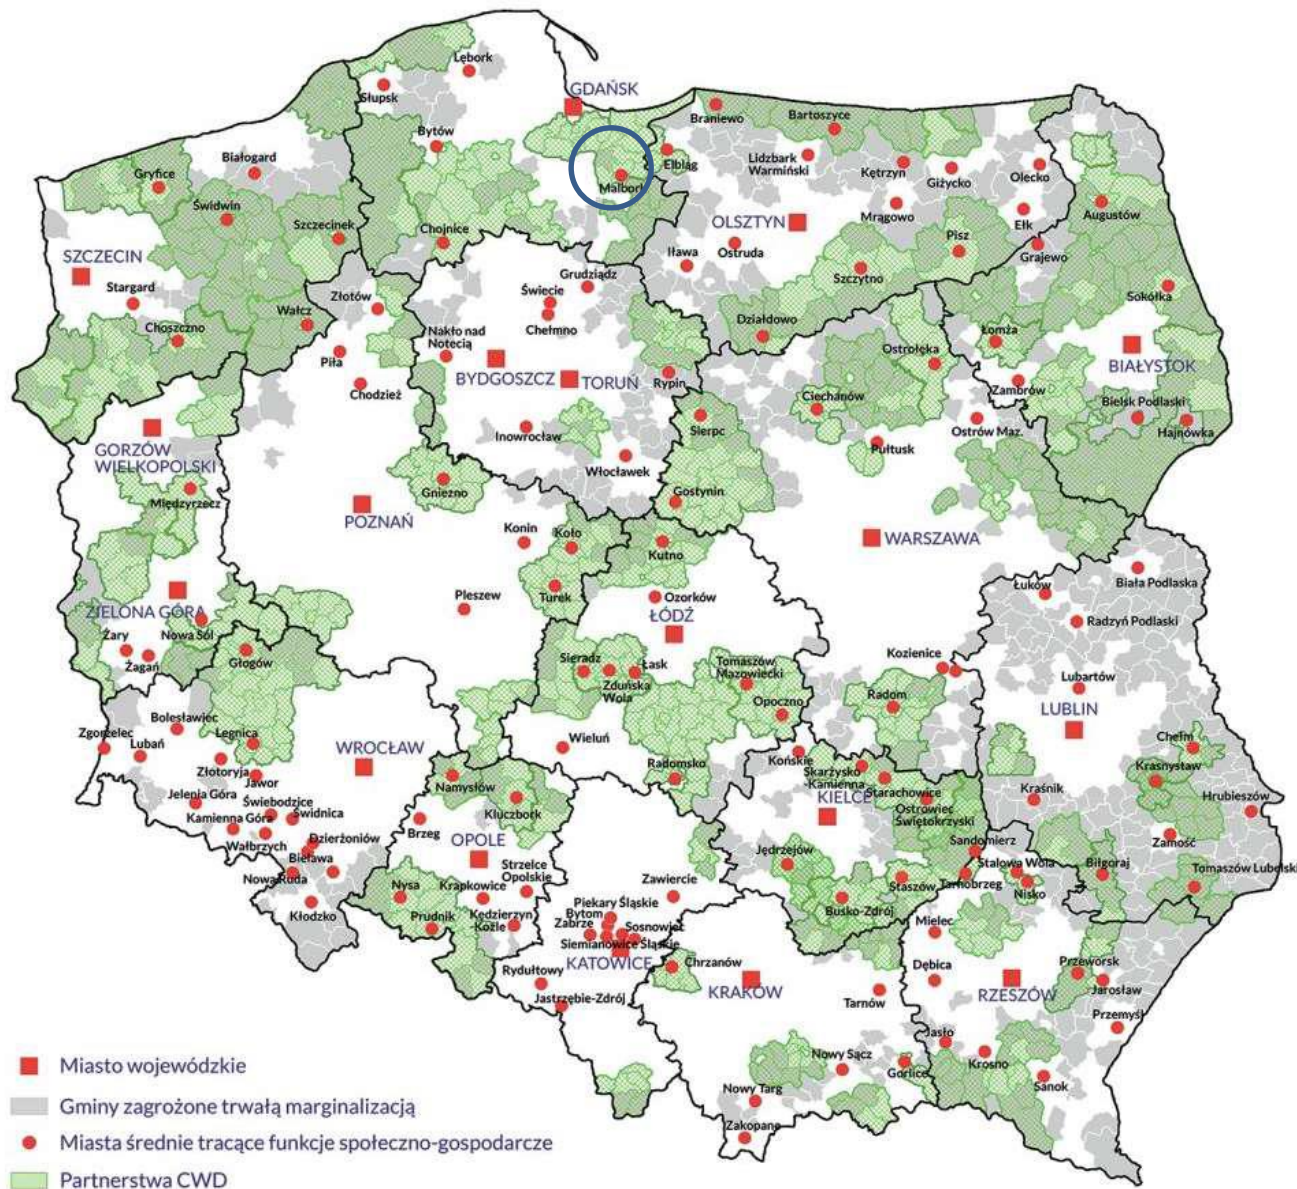 Lębork
Słupsk
GDAŃSK
Braniewo
Bartoszyce
Bytów
Elbląg
Lidzbark
Warmiński
Kętrzyn
Giżycko
Olecko
Białogard
Gryfice
Malbork
Mrągowo
Augustów
Świdwin
Szczecinek
Chojnice
OLSZTYN
Ełk
Pisz
SZCZECIN
Iława
Ostruda
Grajewo
Szczytno
Stargard
Złotów
Grudziądz
Świecie
Sokółka
Choszczno
Wałcz
Chełmno
Działdowo
Łomża
Nakło nad
Notecią
Ostrołęka
Piła
BYDGOSZCZ
TORUŃ
Rypin
BIAŁYSTOK
Chodzież
Zambrów
Ciechanów
Bielsk Podlaski
Sierpc
Ostrów Maz.
Hajnówka
Inowrocław
Pułtusk
GORZÓW
WIELKOPOLSKI
Włocławek
Międzyrzecz
Gniezno
Gostynin
POZNAŃ
Konin
Koło
Kutno
WARSZAWA
Biała Podlaska
Łuków
Pleszew
Turek
Ozorków
ZIELONA GÓRA
ŁÓDŹ
Radzyń Podlaski
Nowa Sól
Żary
Żagań
Głogów
Sieradz
Łask
Zduńska
Wola
Tomaszów
Mazowiecki
Kozienice
Lubartów
Radom
Opoczno
LUBLIN
Bolesławiec
Zgorzelec
Lubań
Legnica
WROCŁAW
Wieluń
Chełm
Złotoryja
Jawor
Radomsko
Końskie
Skarżysko
Kamienna
Krasnystaw
Namysłów
Starachowice
Jelenia Góra
Świebodzice
Kluczbork
KIELCE
Ostrowiec
Świętokrzyski
Kraśnik
Hrubieszów
Kamienna Góra
Świdnica
Brzeg
Wałbrzych
Dzierżoniów
OPOLE
Sandomierz
Zamość
Bielawa
Strzelce
Opolskie
Jędrzejów
Stalowa Wola
Biłgoraj
Nowa Ruda
Nysa
Krapkowice
Zawiercie
Staszów
Tarnobrzeg
Nisko
Tomaszów Lubelski
Kłodzko
Prudnik
Kędzierzyn
-Koźle
Piekary Śląskie
Bytom
Zabrze
Sosnowiec
Siemianowice Śląskie
Busko-Zdrój
Mielec
KATOWICE
Chrzanów
Dębica
Przeworsk
Rydułtowy
KRAKÓW
RZESZÓW
Jarosław
Jastrzębie-Zdrój
Tarnów
Przemyśl
Jasło
Nowy Sącz
Gorlice
Krosno
Sanok
Nowy Targ
Zakopane
Miasto wojewódzkie
Gminy zagrożone trwałą marginalizacją
Miasta średnie tracące funkcje społeczno-gospodarcze
Partnerstwa CWD